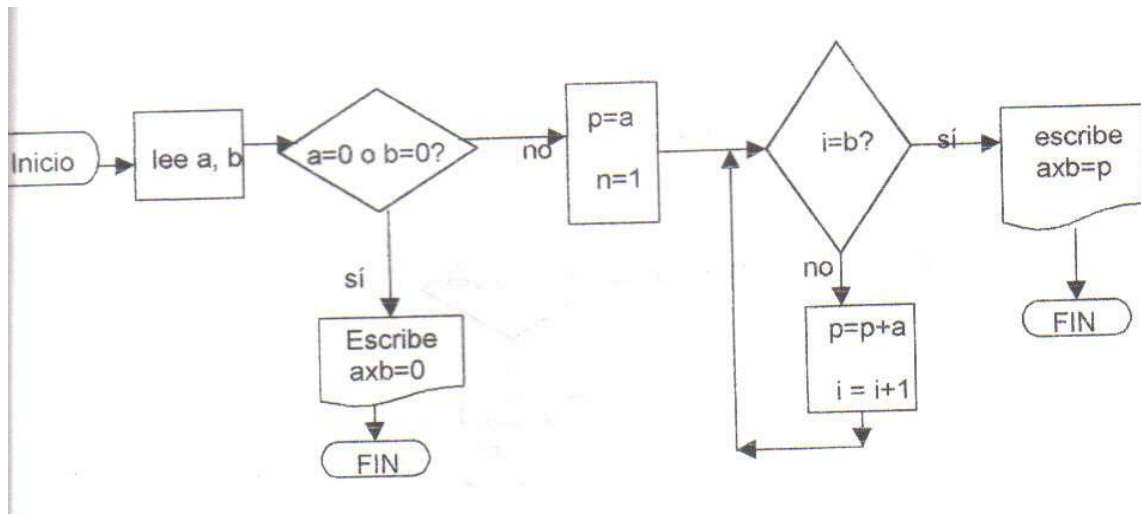 Inicio
lee a, b
a=0 o b=0?
no
p=a
n=1
i=b?
sí
escribe
axb=p
FIN
no
p=p+a
i = i+1
sí
Escribe
axb=0
FIN